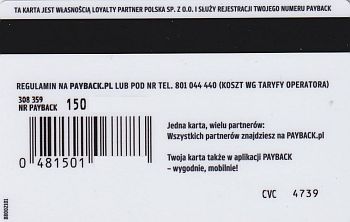 TA KARTA JEST WŁASNOŚCIĄ LOYALTY PARTNER POLSKA SP. Z O.O. I SŁUŻY REJESTRACJI TWOJEGO NUMERU PAYBACK
REGULAMIN NA PAYBACK.PL LUB POD NR TEL. 801 044 440 (KOSZT WG TARYFY OPERATORA)
308 359
NR PAYBACK 150
0 481501
Jedna karta, wielu partnerów:
Wszystkich partnerów znajdziesz na PAYBACK.pl
Twoja karta także w aplikacji PAYBACK
– wygodnie, mobilnie!
CVC 4739